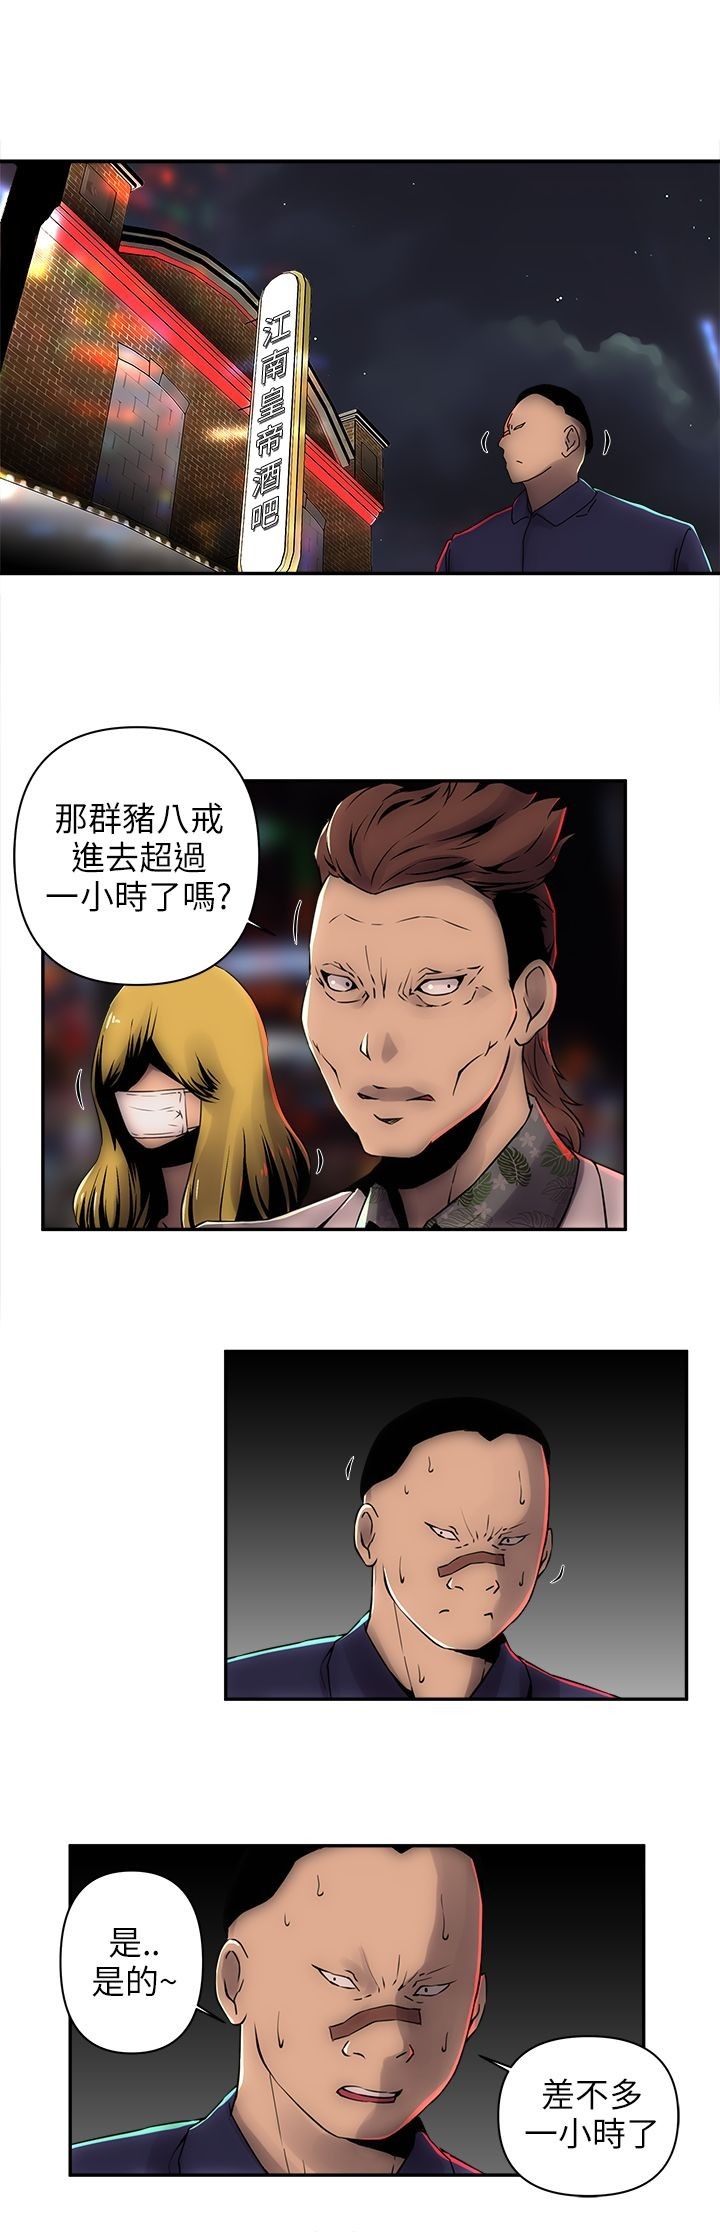 江南皇帝酒吧
那群豬八戒
進去超過
一小時了嗎?
是..
是的~
差不多
一小時了